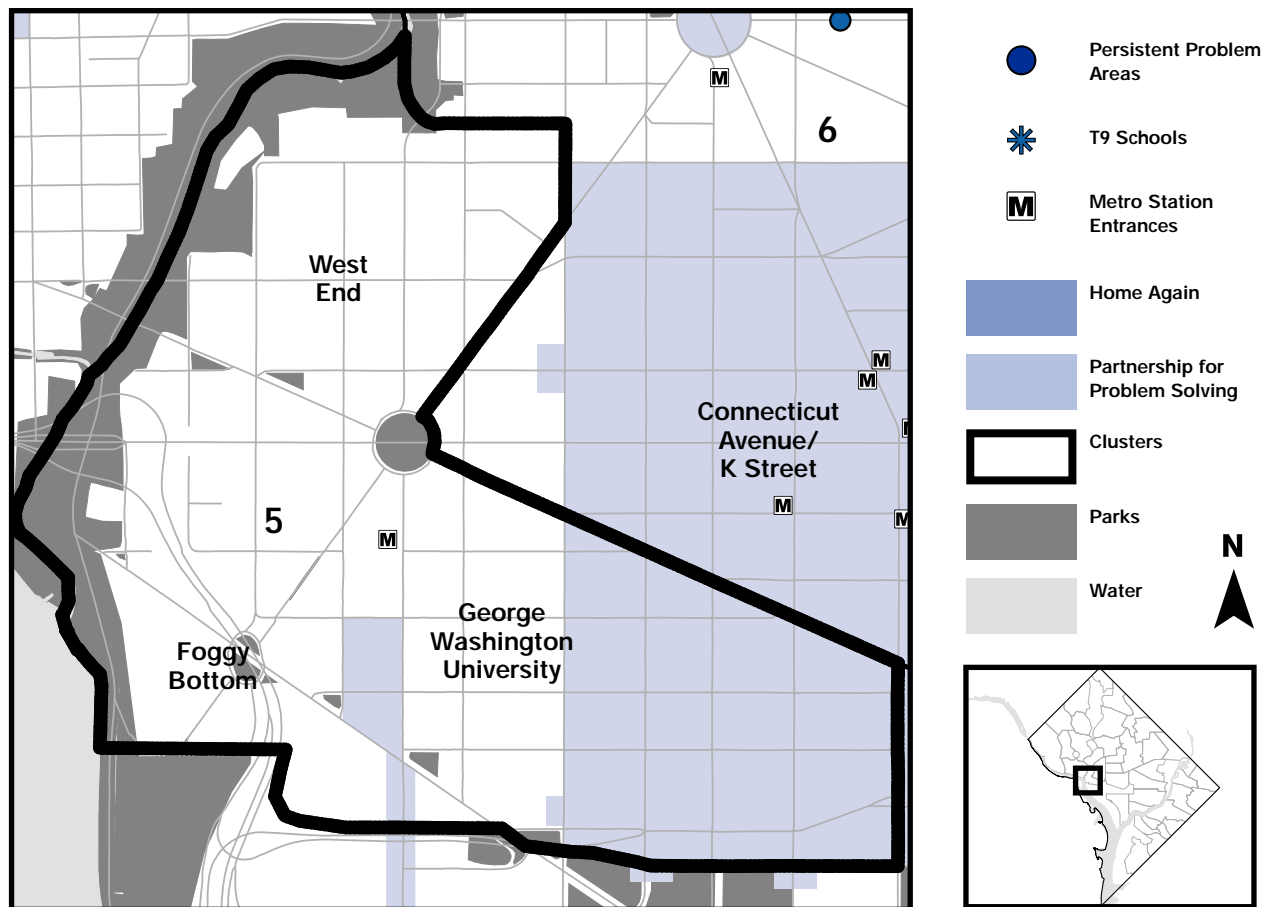 M
6
West
End
M
M
Connecticut
Avenue/
K Street
M
M
5
M
M
George
Washington
University
Foggy
Bottom
Persistent Problem
Areas
T9 Schools
M
Metro Station
Entrances
Home Again
Partnership for
Problem Solving
Clusters
Parks
N
Water